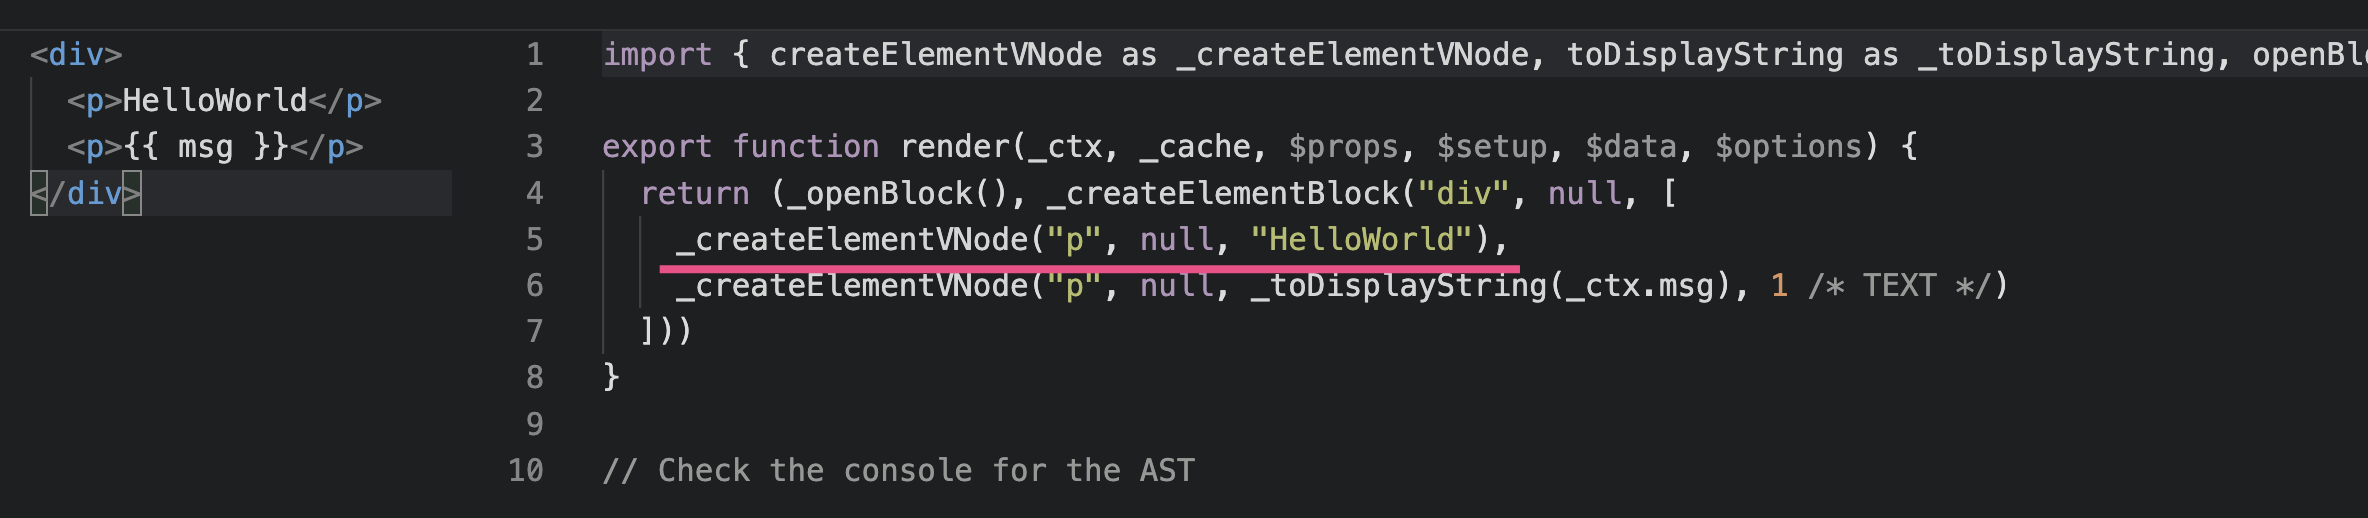 <div>
  <p>HelloWorld</p>
  <p>{{ msg }}</p>
</div>
1 import { createElementVNode as _createElementVNode, toDisplayString as _toDisplayString, openBl
2
3 export function render(_ctx, _cache, $props, $setup, $data, $options) {
4   return (_openBlock(), _createElementBlock("div", null, [
5     _createElementVNode("p", null, "HelloWorld"),
6     _createElementVNode("p", null, _toDisplayString(_ctx.msg), 1 /* TEXT */)
7   ]))
8 }
9
10 // Check the console for the AST